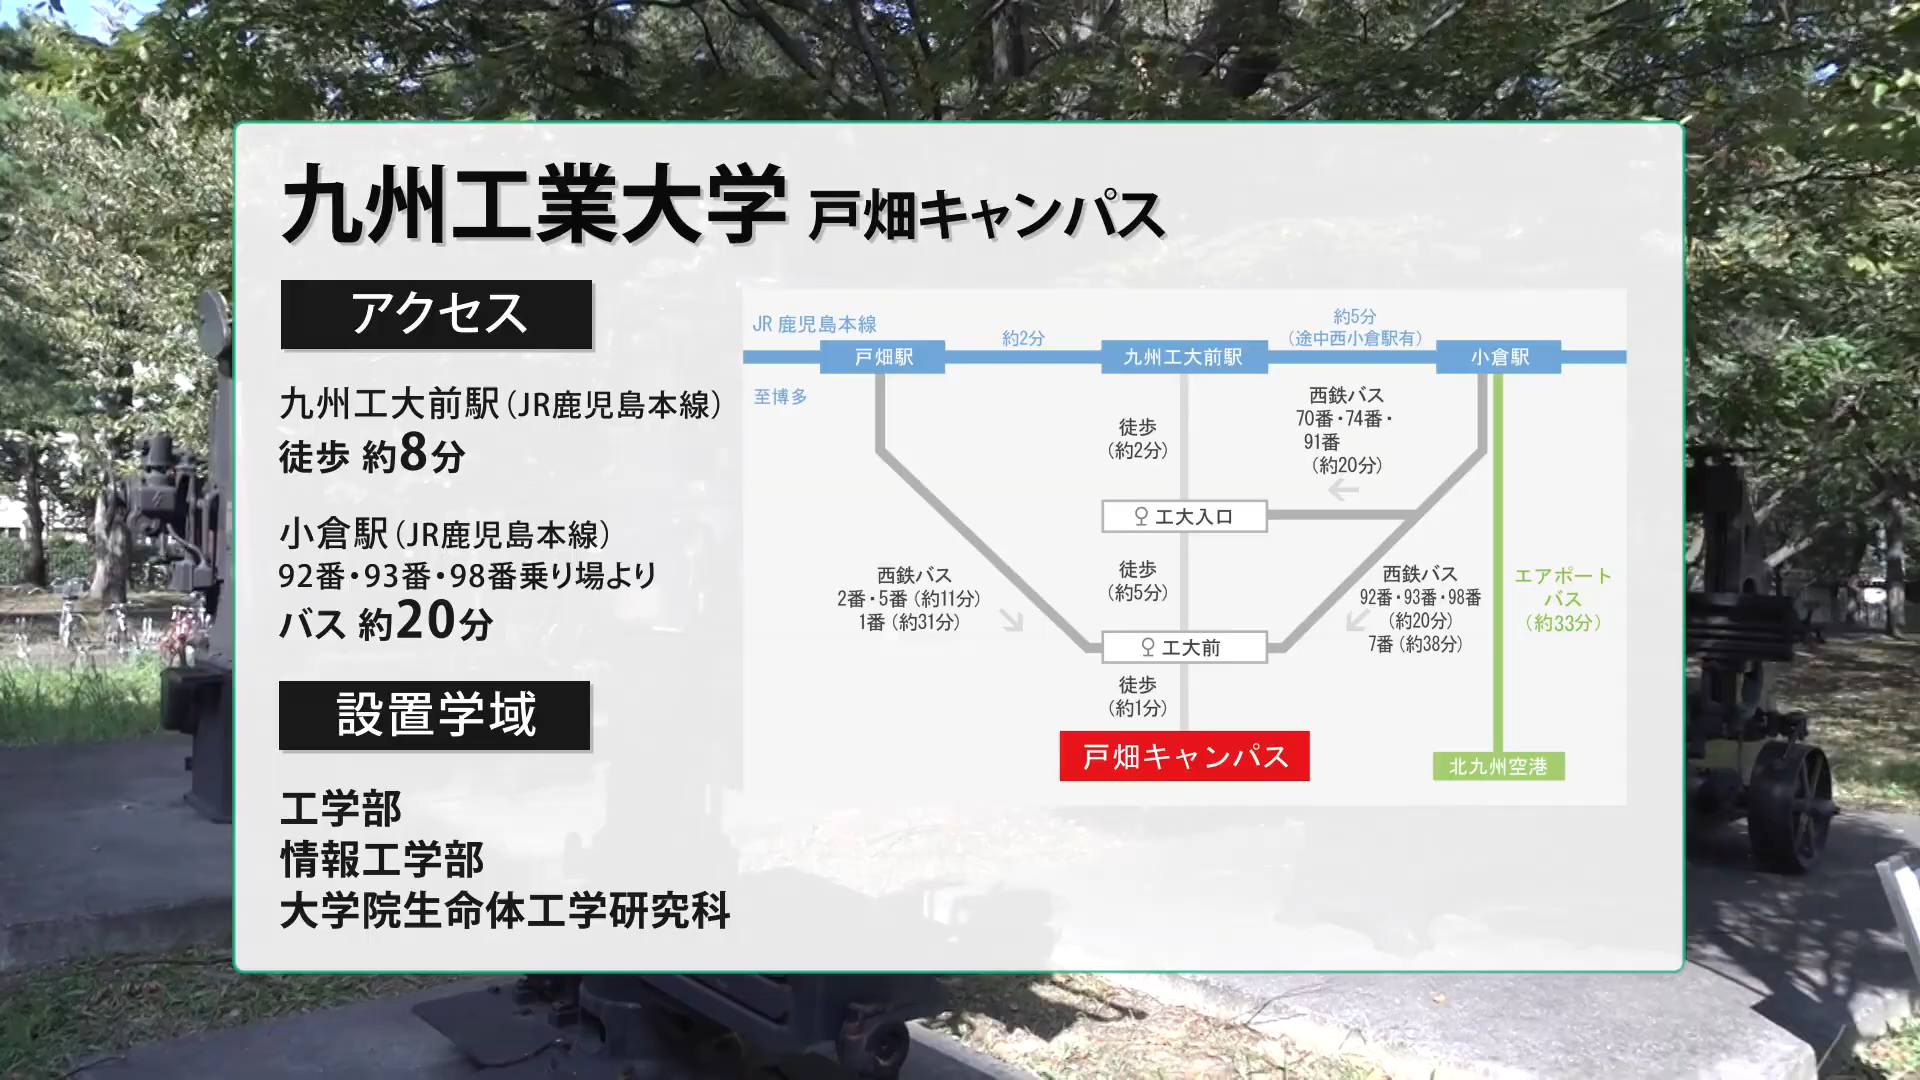 九州工業大学 戸畑キャンパス
アクセス
九州工大前駅（JR鹿児島本線）
徒歩 約8分
小倉駅（JR鹿児島本線）
92番・93番・98番乗り場より
バス 約20分
設置学域
工学部
情報工学部
大学院生命体工学研究科
JR 鹿児島本線
約2分
約5分
（途中西小倉駅有）
戸畑駅
九州工大前駅
小倉駅
至博多
徒歩
（約2分）
西鉄バス
70番・74番・
91番
（約20分）
工大入口
西鉄バス
2番・5番（約11分）
1番（約31分）
徒歩
（約5分）
西鉄バス
92番・93番・98番
（約20分）
7番（約38分）
エアポート
バス
（約33分）
工大前
徒歩
（約1分）
戸畑キャンパス
北九州空港